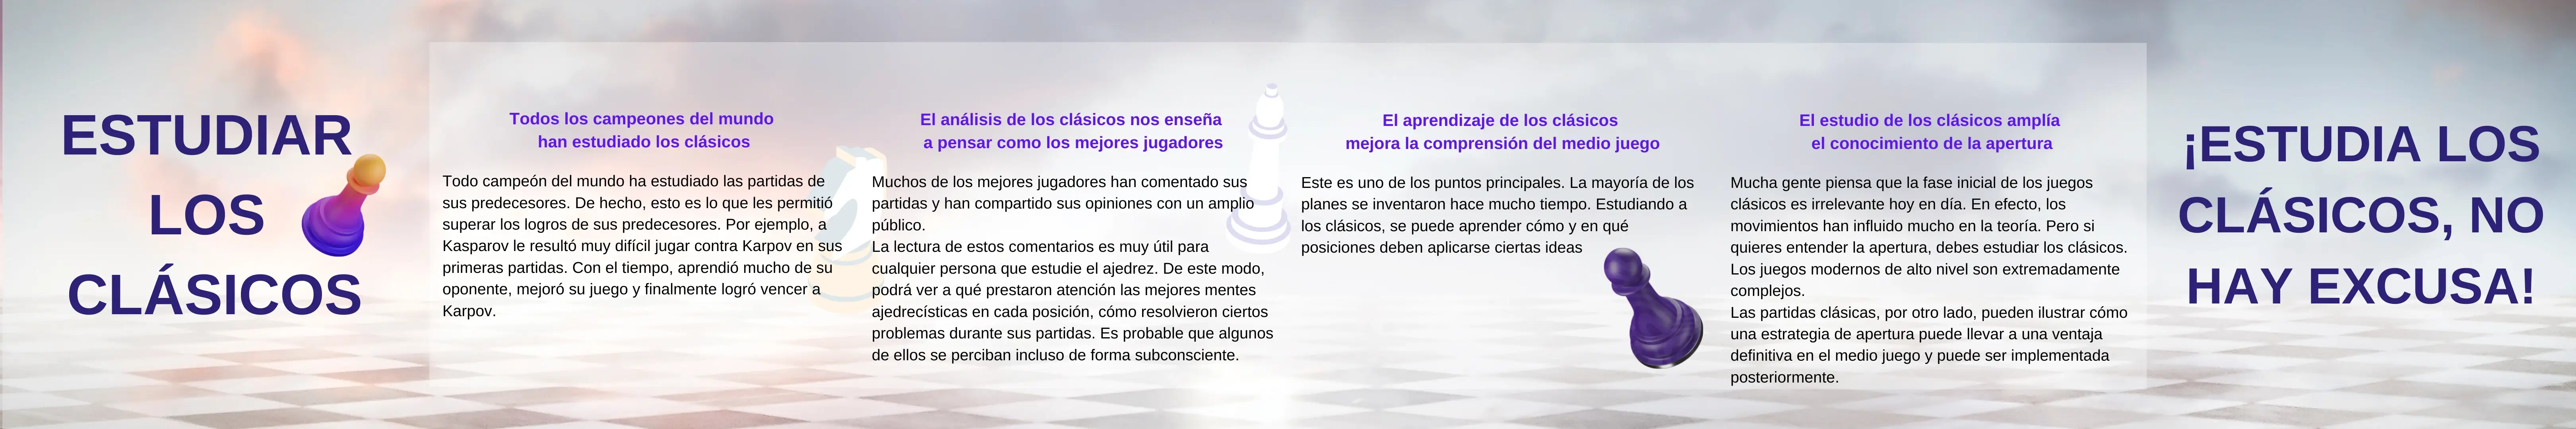 ESTUDIAR
LOS
CLÁSICOS
Todos los campeones del mundo
han estudiado los clásicos
Todo campeón del mundo ha estudiado las partidas de
sus predecesores. De hecho, esto es lo que les permitió
superar los logros de sus predecesores. Por ejemplo, a
Kasparov le resultó muy difícil jugar contra Karpov en sus
primeras partidas. Con el tiempo, aprendió mucho de su
oponente, mejoró su juego y finalmente logró vencer a
Karpov.
El análisis de los clásicos nos enseña
a pensar como los mejores jugadores
Muchos de los mejores jugadores han comentado sus
partidas y han compartido sus opiniones con un amplio
público.
La lectura de estos comentarios es muy útil para
cualquier persona que estudie el ajedrez. De este modo,
podrá ver a qué prestaron atención las mejores mentes
ajedrecísticas en cada posición, cómo resolvieron ciertos
problemas durante sus partidas. Es probable que algunos
de ellos se perciban incluso de forma subconsciente.
El aprendizaje de los clásicos
mejora la comprensión del medio juego
Este es uno de los puntos principales. La mayoría de los
planes se inventaron hace mucho tiempo. Estudiando a
los clásicos, se puede aprender cómo y en qué
posiciones deben aplicarse ciertas ideas
El estudio de los clásicos amplía
el conocimiento de la apertura
Mucha gente piensa que la fase inicial de los juegos
clásicos es irrelevante hoy en día. En efecto, los
movimientos han influido mucho en la teoría. Pero si
quieres entender la apertura, debes estudiar los clásicos.
Los juegos modernos de alto nivel son extremadamente
complejos.
Las partidas clásicas, por otro lado, pueden ilustrar cómo
una estrategia de apertura puede llevar a una ventaja
definitiva en el medio juego y puede ser implementada
posteriormente.
¡ESTUDIA LOS
CLÁSICOS, NO
HAY EXCUSA!